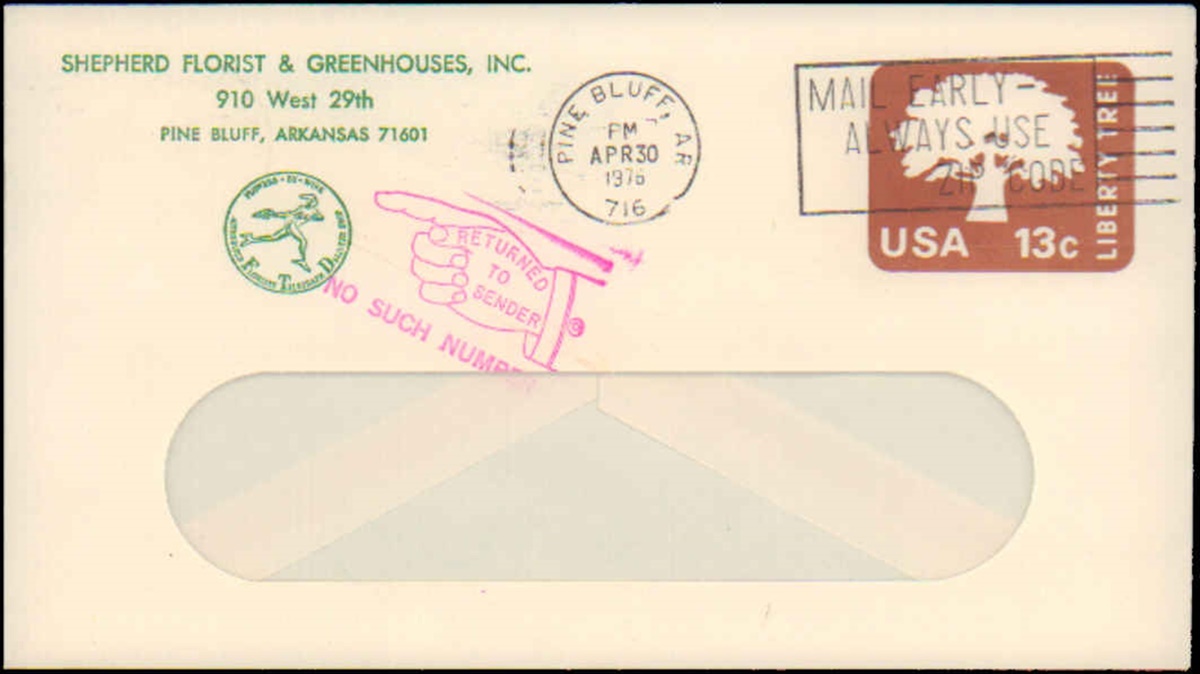 SHEPHERD FLORIST & GREENHOUSES, INC.
910 West 29th
PINE BLUFF, ARKANSAS 71601
PINE BLUFF, AR
PM
APR 30
1976
716
MAIL EARLY-
ALWAYS USE
ZIP CODE
LIBERTY TREE
USA 13c
RETURNED
TO
SENDER
®
NO SUCH NUMBER